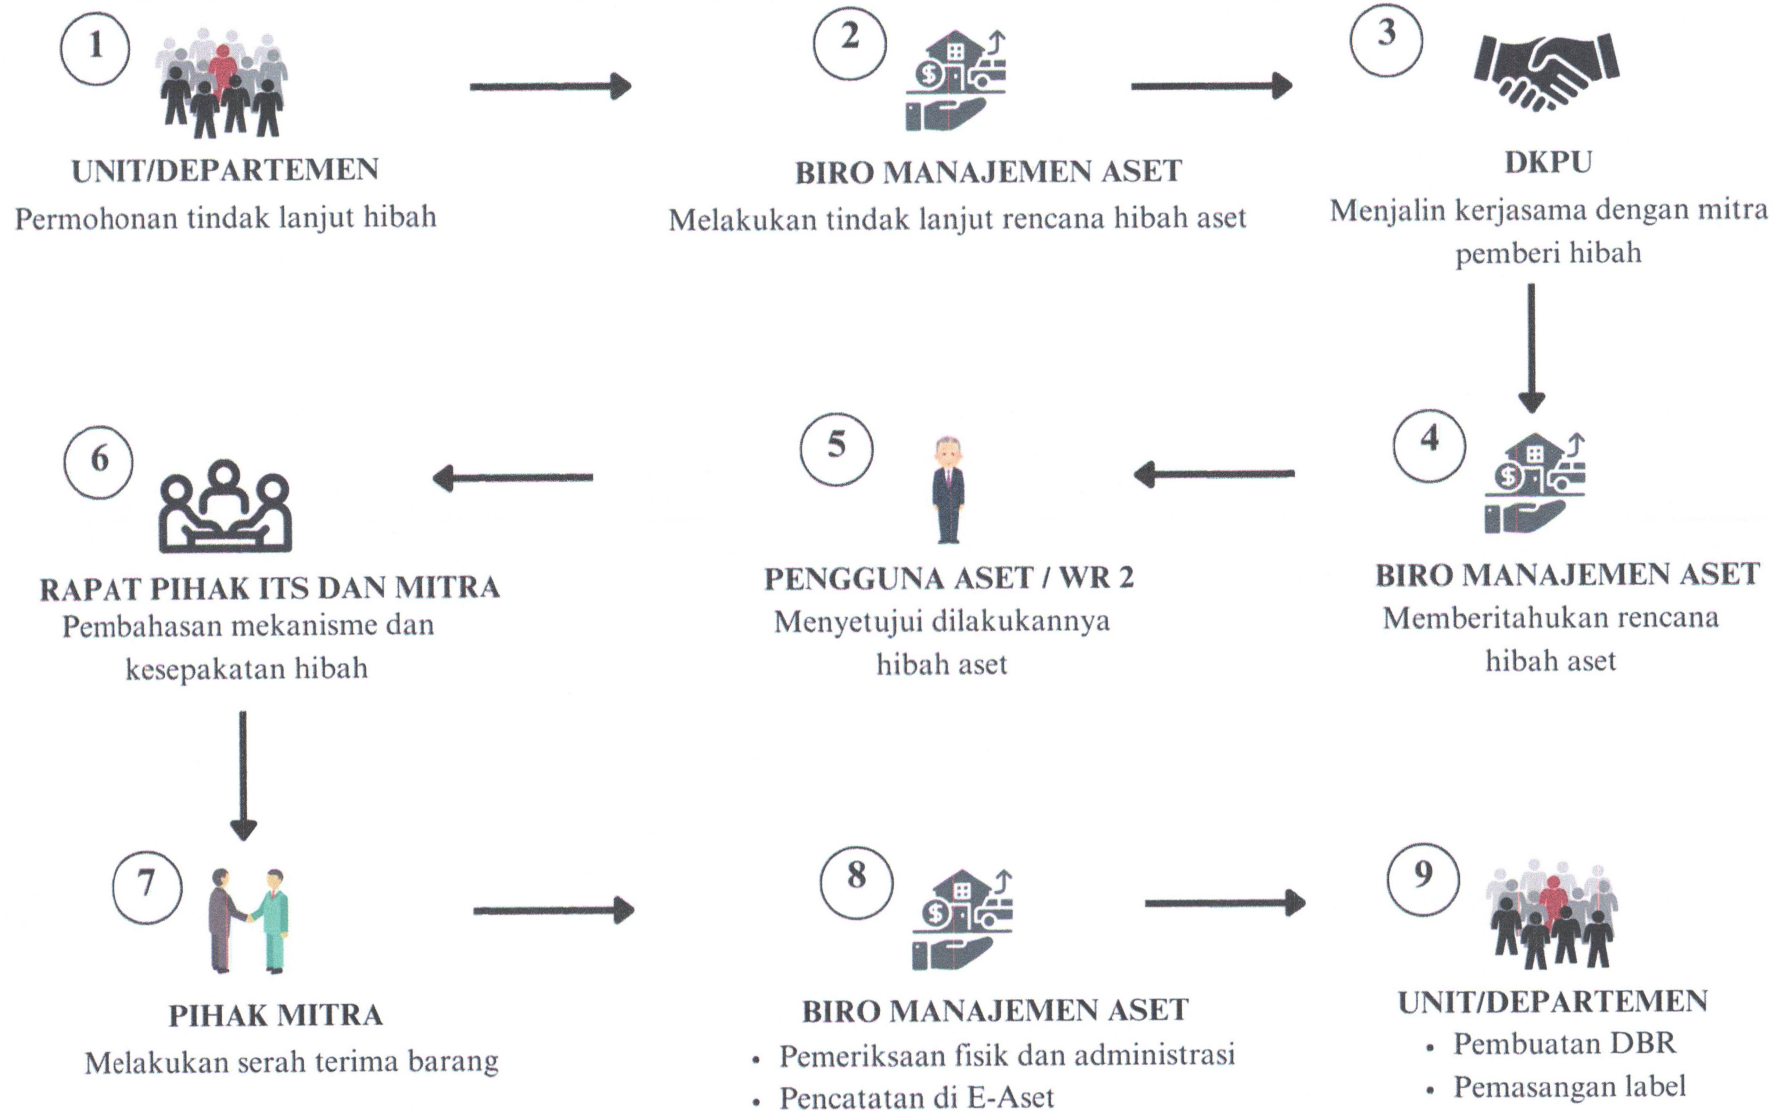 1
UNIT/DEPARTEMEN
Permohonan tindak lanjut hibah
2
$
BIRO MANAJEMEN ASET
Melakukan tindak lanjut rencana hibah aset
3
DKPU
Menjalin kerjasama dengan mitra
pemberi hibah
4
$
BIRO MANAJEMEN ASET
Memberitahukan rencana
hibah aset
5
PENGGUNA ASET / WR 2
Menyetujui dilakukannya
hibah aset
6
RAPAT PIHAK ITS DAN MITRA
Pembahasan mekanisme dan
kesepakatan hibah
7
PIHAK MITRA
Melakukan serah terima barang
8
$
BIRO MANAJEMEN ASET
• Pemeriksaan fisik dan administrasi
• Pencatatan di E-Aset
9
UNIT/DEPARTEMEN
• Pembuatan DBR
• Pemasangan label